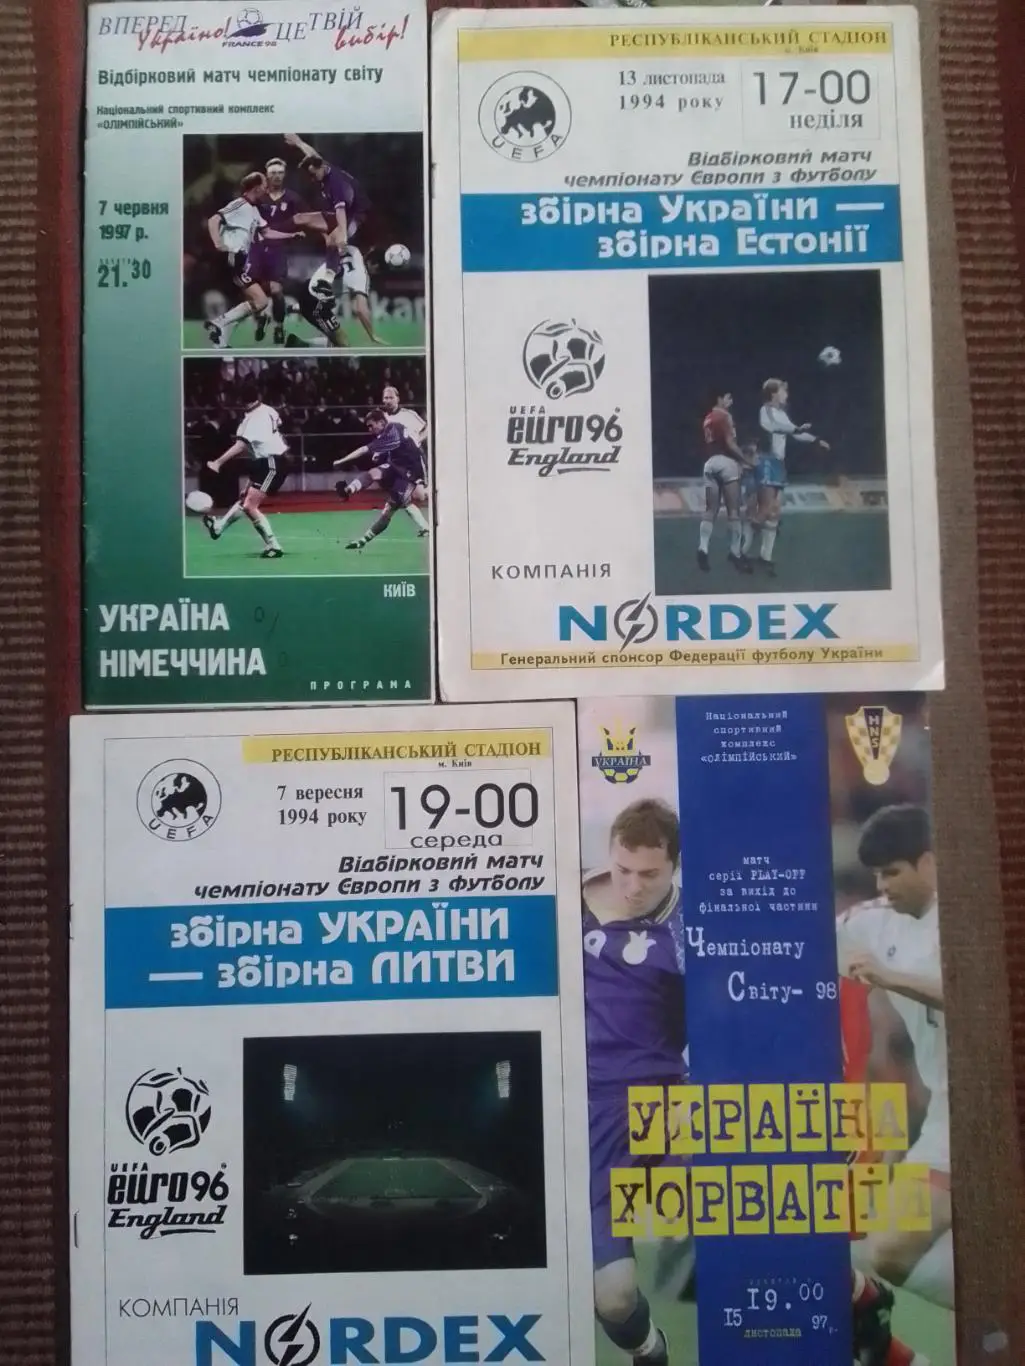 ВПЕРЕД
Україно!
ЦЕ ТВІЙ
вибір!
FRANCE 98
Відбірковий матч чемпіонату світу
Національний спортивний комплекс
«ОЛІМПІЙСЬКИЙ»
7 червня
1997 р.
21.30
КИЇВ
УКРАЇНА
НІМЕЧЧИНА
ПРОГРАМА
РЕСПУБЛІКАНСЬКИЙ СТАДІОН
м. Київ
UEFA
13 листопада
1994 року
17-00
неділя
Відбірковий матч
чемпіонату Європи з футболу
збірна України —
збірна Естонії
UEFA
euro96
England
КОМПАНІЯ
NORDEX
Генеральний спонсор Федерації футболу України
РЕСПУБЛІКАНСЬКИЙ СТАДІОН
м. Київ
UEFA
7 вересня
1994 року
19-00
середа
Відбірковий матч
чемпіонату Європи з футболу
збірна УКРАЇНИ
— збірна ЛИТВИ
UEFA
euro96
England
КОМПАНІЯ
NORDEX
УКРАЇНА
HNS
Національний
спортивний
комплекс
«ОЛІМПІЙСЬКИЙ»
матч
серії PLAY-OFF
за вихід до
фінальної частини
Чемпіонату
Світу- 98
УКРАЇНА
ХОРВАТІЯ
19.00
15 листопада 97р.